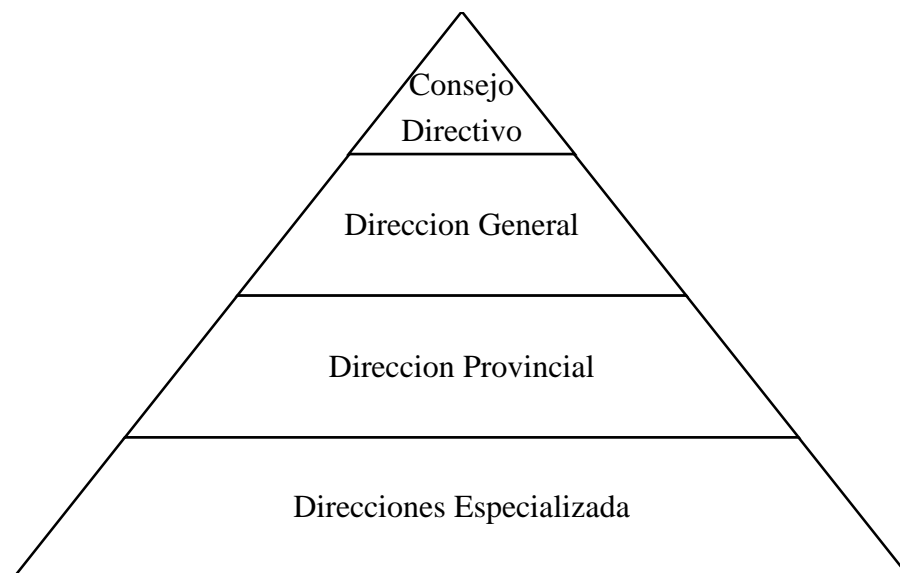 Consejo
Directivo
Direccion General
Direccion Provincial
Direcciones Especializada